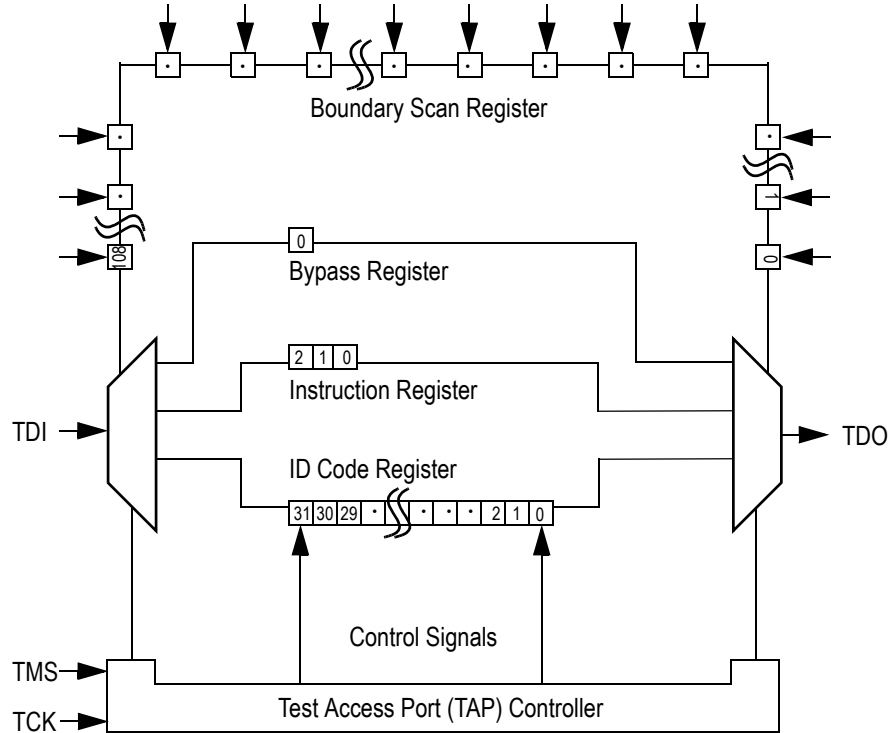 Boundary Scan Register
108
1
0
0
Bypass Register
2 1 0
Instruction Register
TDI
TDO
ID Code Register
31 30 29 · · · · · 2 1 0
Control Signals
TMS
Test Access Port (TAP) Controller
TCK